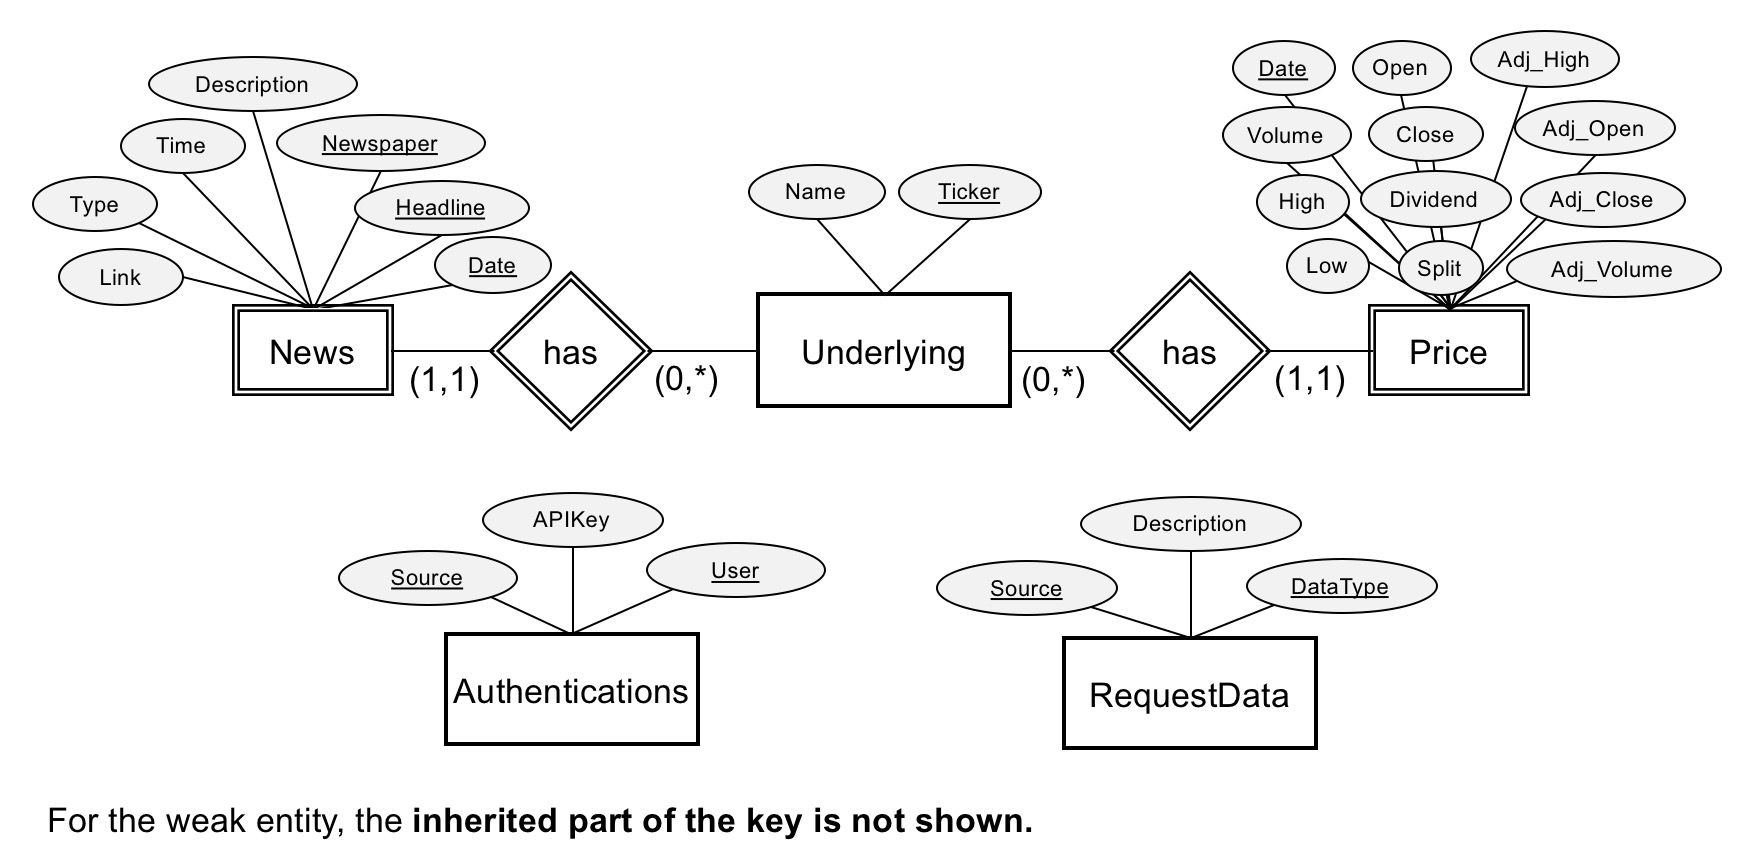 Description
Time
Newspaper
Type
Headline
Link
Date
Name
Ticker
Date
Open
Adj_High
Volume
Close
Adj_Open
High
Dividend
Adj_Close
Low
Split
Adj_Volume
News
(1,1)
has
(0,*)
Underlying
(0,*)
has
(1,1)
Price
APIKey
Source
User
Authentications
Description
Source
DataType
RequestData
For the weak entity, the inherited part of the key is not shown.